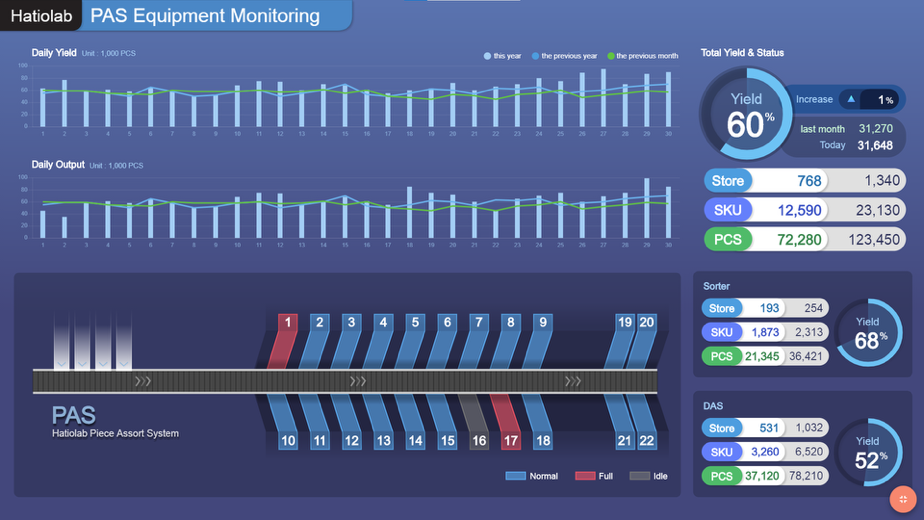 Hatiolab PAS Equipment Monitoring
Daily Yield Unit : 1,000 PCS
this year the previous year the previous month
100
80
60
40
20
0
1 2 3 4 5 6 7 8 9 10 11 12 13 14 15 16 17 18 19 20 21 22 23 24 25 26 27 28 29 30
Daily Output Unit : 1,000 PCS
100
80
60
40
20
0
1 2 3 4 5 6 7 8 9 10 11 12 13 14 15 16 17 18 19 20 21 22 23 24 25 26 27 28 29 30
Total Yield & Status
Yield
60%
Increase 1%
last month 31,270
Today 31,648
Store 768 1,340
SKU 12,590 23,130
PCS 72,280 123,450
1 2 3 4 5 6 7 8 9 19 20
PAS
Hatiolab Piece Assort System
10 11 12 13 14 15 16 17 18 21 22
Normal Full Idle
Sorter
Store 193 254
SKU 1,873 2,313
PCS 21,345 36,421
Yield
68%
DAS
Store 531 1,032
SKU 3,260 6,520
PCS 37,120 78,210
Yield
52%